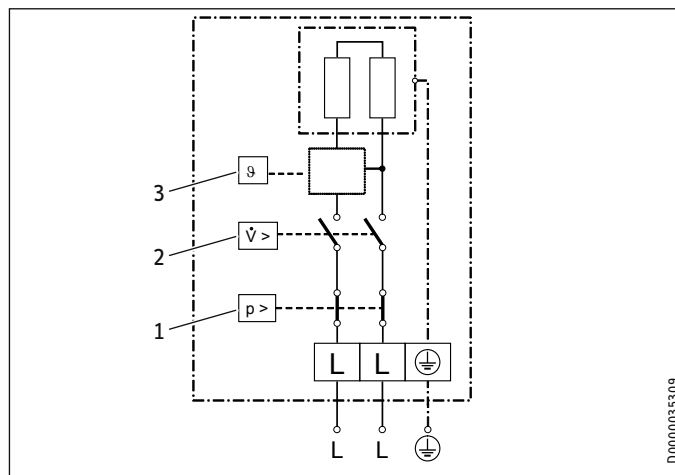 3 ϑ
2 V̇ >
1 p >
L L
L L
D0000035309